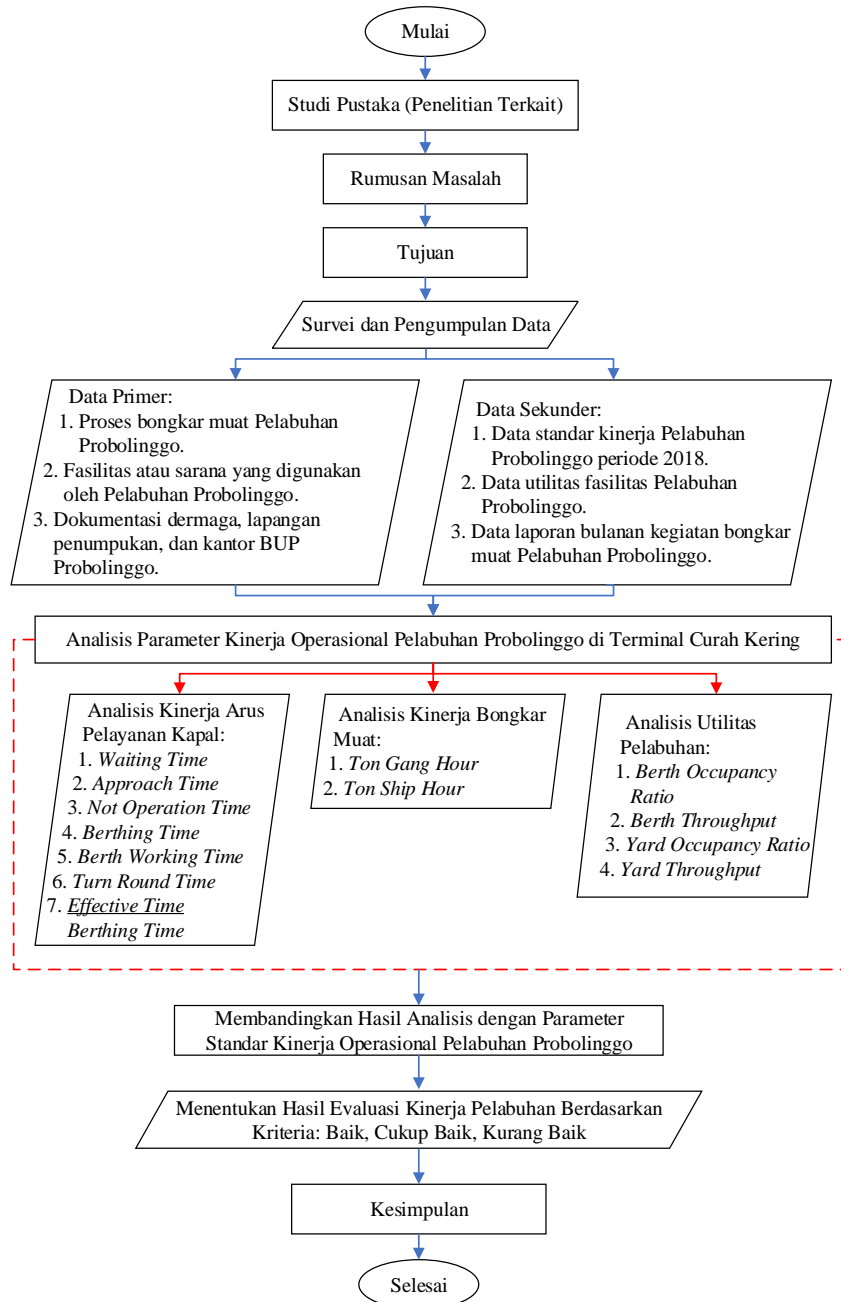 Mulai
Studi Pustaka (Penelitian Terkait)
Rumusan Masalah
Tujuan
Survei dan Pengumpulan Data
Data Primer:
1. Proses bongkar muat Pelabuhan
Probolinggo.
2. Fasilitas atau sarana yang digunakan
oleh Pelabuhan Probolinggo.
3. Dokumentasi dermaga, lapangan
penumpukan, dan kantor BUP
Probolinggo.
Data Sekunder:
1. Data standar kinerja Pelabuhan
Probolinggo periode 2018.
2. Data utilitas fasilitas Pelabuhan
Probolinggo.
3. Data laporan bulanan kegiatan bongkar
muat Pelabuhan Probolinggo.
Analisis Parameter Kinerja Operasional Pelabuhan Probolinggo di Terminal Curah Kering
Analisis Kinerja Arus
Pelayanan Kapal:
1. Waiting Time
2. Approach Time
3. Not Operation Time
4. Berthing Time
5. Berth Working Time
6. Turn Round Time
7. Effective Time
Berthing Time
Analisis Kinerja Bongkar
Muat:
1. Ton Gang Hour
2. Ton Ship Hour
Analisis Utilitas
Pelabuhan:
1. Berth Occupancy
Ratio
2. Berth Throughput
3. Yard Occupancy Ratio
4. Yard Throughput
Membandingkan Hasil Analisis dengan Parameter
Standar Kinerja Operasional Pelabuhan Probolinggo
Menentukan Hasil Evaluasi Kinerja Pelabuhan Berdasarkan
Kriteria: Baik, Cukup Baik, Kurang Baik
Kesimpulan
Selesai